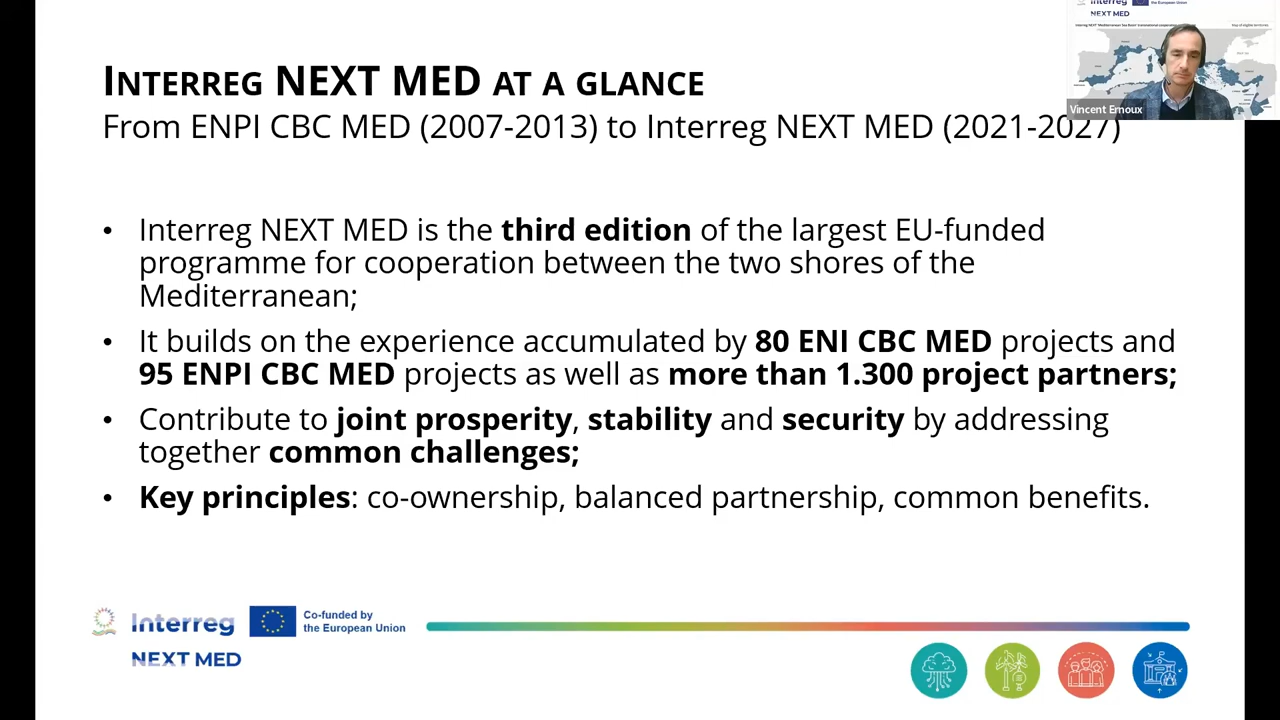 INTERREG NEXT MED AT A GLANCE
From ENPI CBC MED (2007-2013) to Interreg NEXT MED (2021-2027)
• Interreg NEXT MED is the third edition of the largest EU-funded
programme for cooperation between the two shores of the
Mediterranean;
• It builds on the experience accumulated by 80 ENI CBC MED projects and
95 ENPI CBC MED projects as well as more than 1.300 project partners;
• Contribute to joint prosperity, stability and security by addressing
together common challenges;
• Key principles: co-ownership, balanced partnership, common benefits.
Interreg
Co-funded by
the European Union
NEXT MED
Interreg
the European Union
NEXT MED
Vincent Ernoux